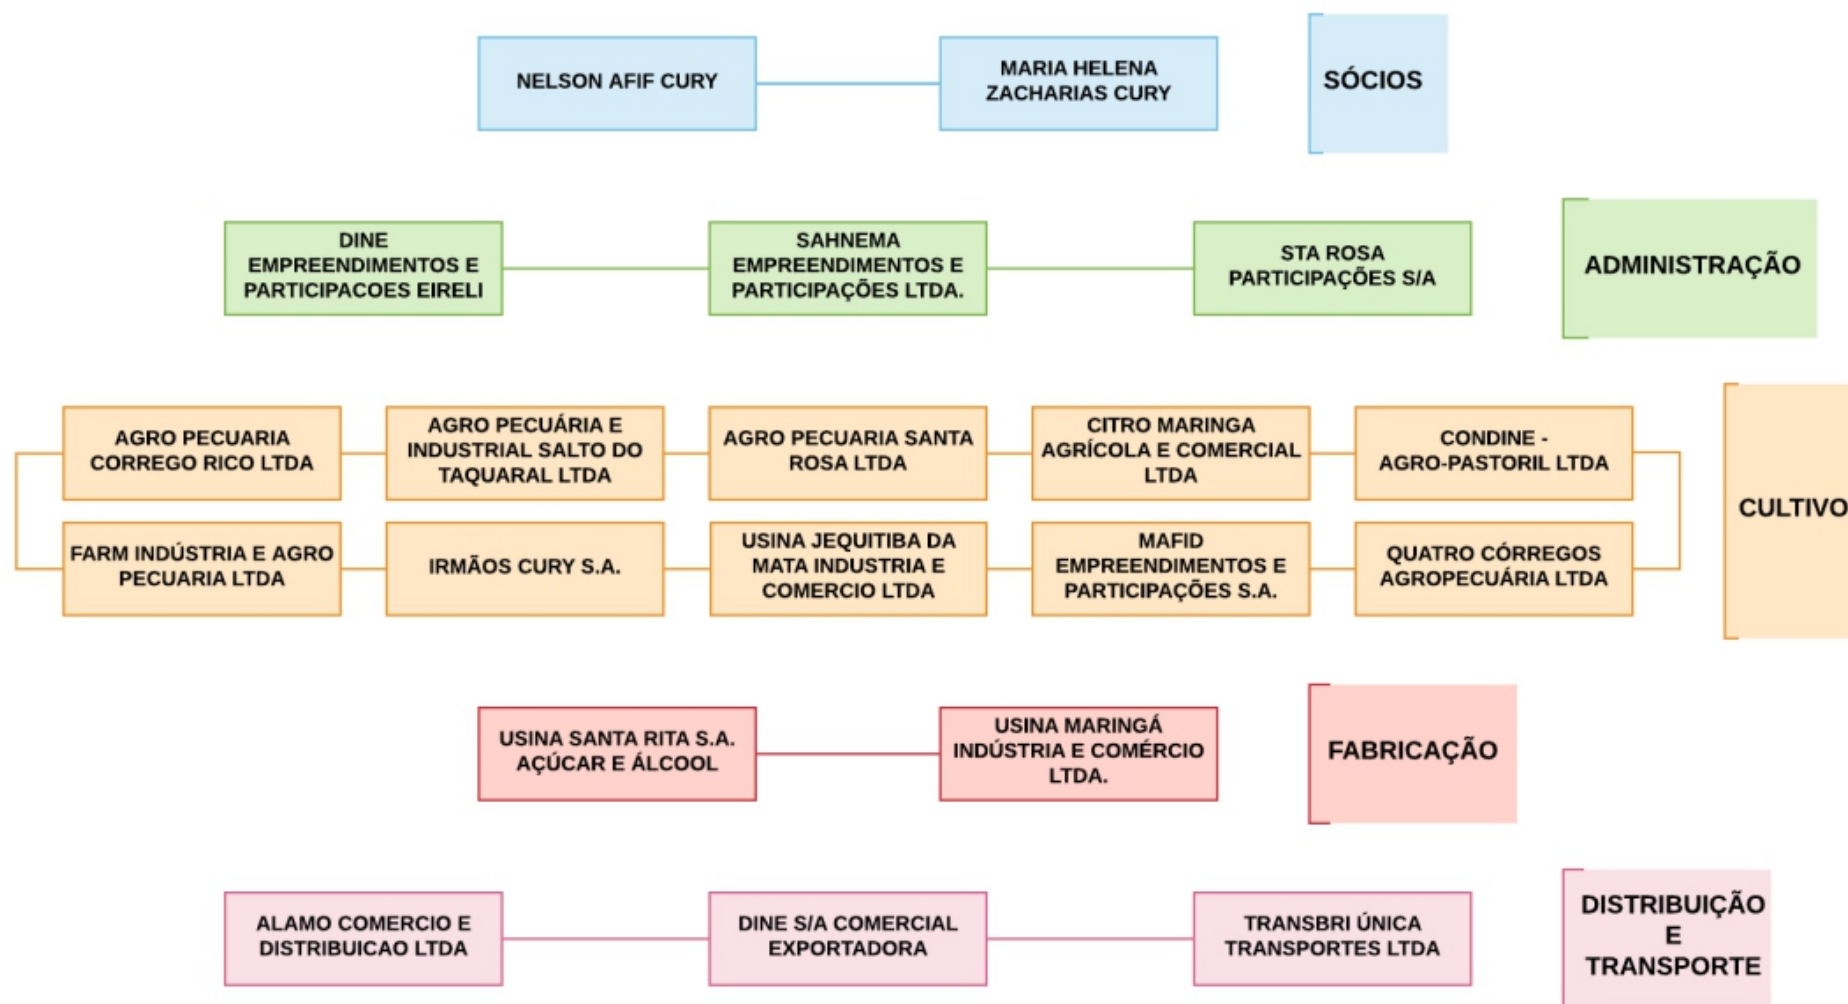 NELSON AFIF CURY
MARIA HELENA
ZACHARIAS CURY
SÓCIOS
DINE
EMPREENDIMENTOS E
PARTICIPACOES EIRELI
SAHNEMA
EMPREENDIMENTOS E
PARTICIPAÇÕES LTDA.
STA ROSA
PARTICIPAÇÕES S/A
ADMINISTRAÇÃO
AGRO PECUARIA
CORREGO RICO LTDA
AGRO PECUÁRIA E
INDUSTRIAL SALTO DO
TAQUARAL LTDA
AGRO PECUARIA SANTA
ROSA LTDA
CITRO MARINGA
AGRÍCOLA E COMERCIAL
LTDA
CONDINE -
AGRO-PASTORIL LTDA
FARM INDÚSTRIA E AGRO
PECUARIA LTDA
IRMÃOS CURY S.A.
USINA JEQUITIBA DA
MATA INDUSTRIA E
COMERCIO LTDA
MAFID
EMPREENDIMENTOS E
PARTICIPAÇÕES S.A.
QUATRO CÓRREGOS
AGROPECUÁRIA LTDA
CULTIVO
USINA SANTA RITA S.A.
AÇÚCAR E ÁLCOOL
USINA MARINGÁ
INDÚSTRIA E COMÉRCIO
LTDA.
FABRICAÇÃO
ALAMO COMERCIO E
DISTRIBUICAO LTDA
DINE S/A COMERCIAL
EXPORTADORA
TRANSBRI ÚNICA
TRANSPORTES LTDA
DISTRIBUIÇÃO
E
TRANSPORTE